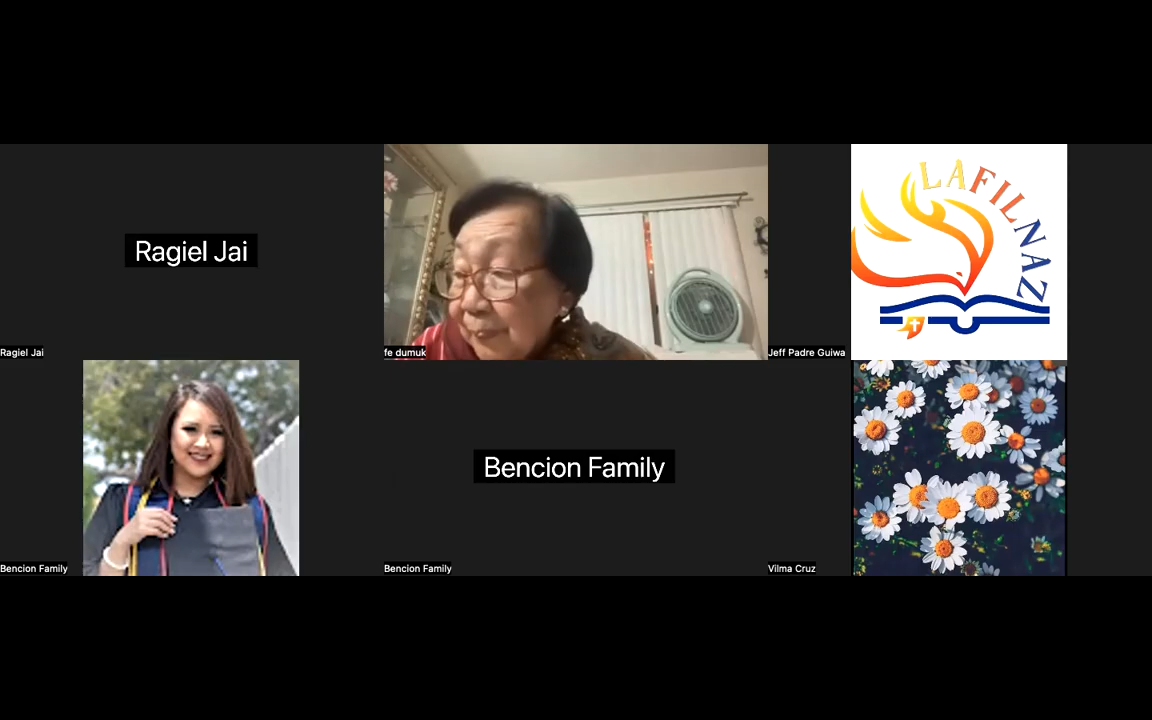 Ragiel Jai
Ragiel Jai
fe dumuk
LAFILNAZ
Jeff Padre Guiwa
Bencion Family
Bencion Family
Bencion Family
Vilma Cruz